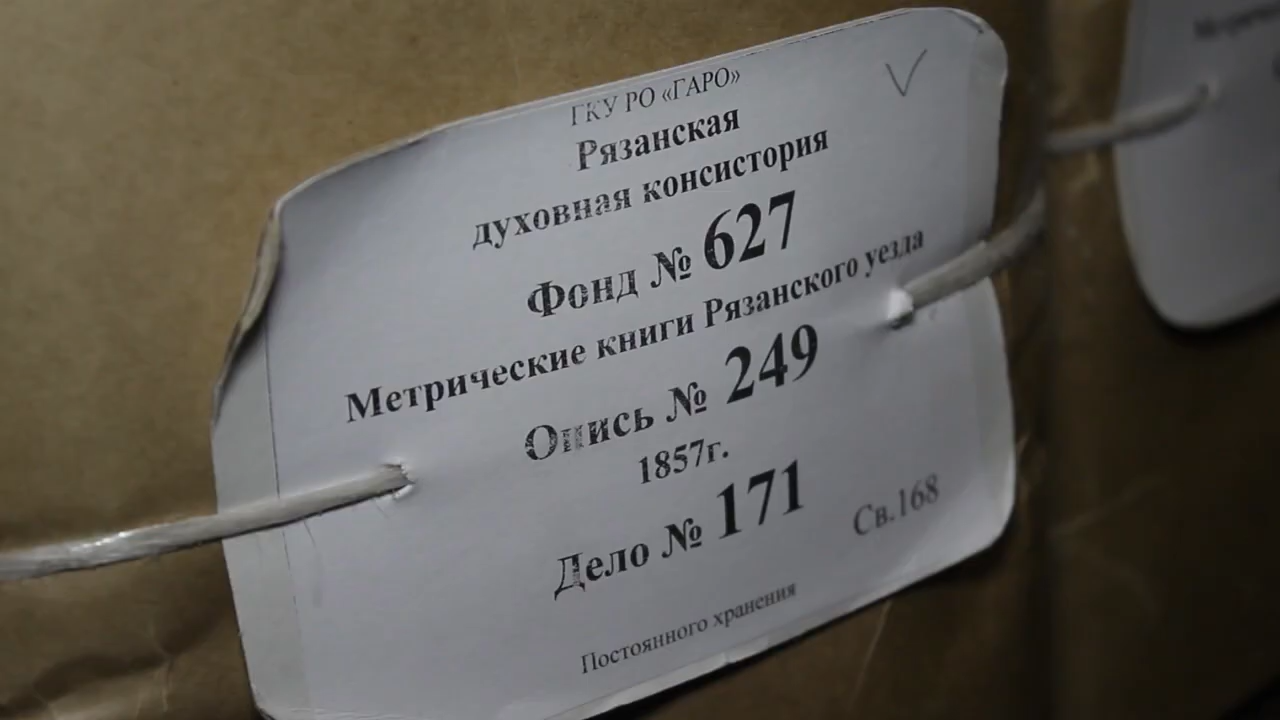 ГКУ РО «ГАРО»
Рязанская
духовная консистория
Фонд № 627
Метрические книги Рязанского уезда
Опись № 249
1857г.
Дело № 171
Св.168
Постоянного хранения